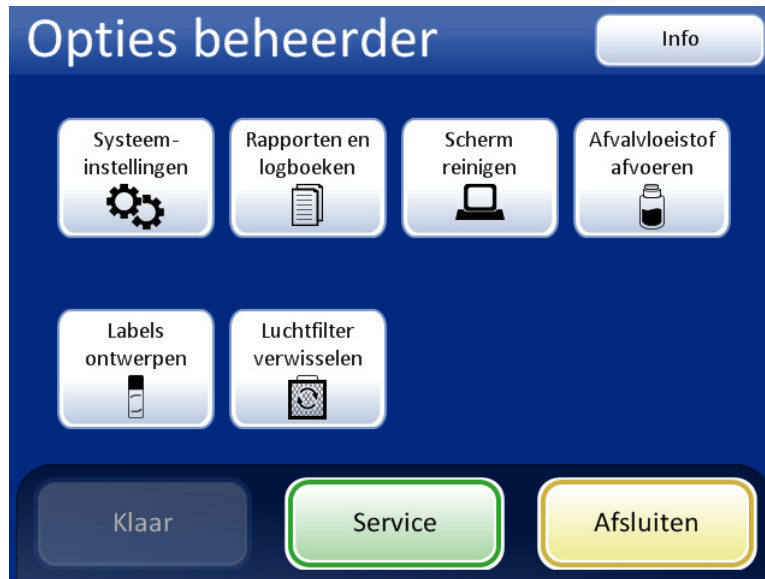 Opties beheerder
Info
Systeem-
instellingen
Rapporten en
logboeken
Scherm
reinigen
Afvalvloeistof
afvoeren
Labels
ontwerpen
Luchtfilter
verwisselen
Klaar
Service
Afsluiten